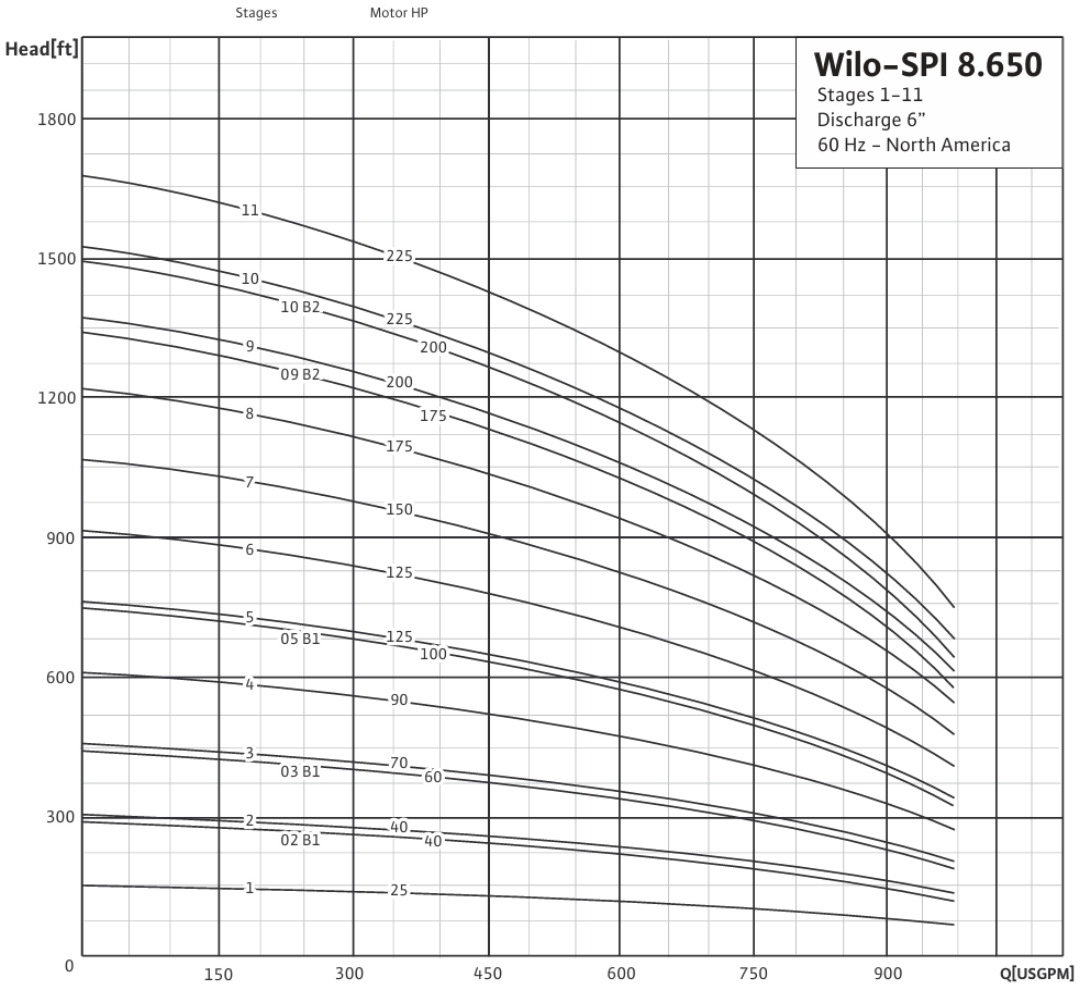 Stages Motor HP
Head[ft]
Wilo-SPI 8.650
Stages 1-11
Discharge 6”
60 Hz - North America
1800
11
225
1500
10
10 B2
225
200
9
09 B2
200
175
1200
8
175
7
150
900
6
125
5
05 B1
125
100
600
4
90
3
03 B1
70
60
300
2
02 B1
40
40
1
25
0
150 300 450 600 750 900 Q[USGPM]